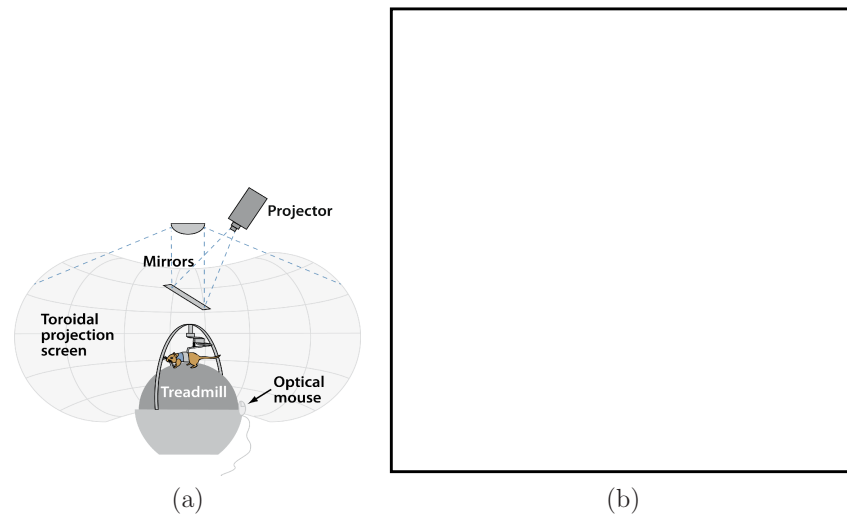 Projector
Mirrors
Toroidal
projection
screen
Treadmill
Optical
mouse
(a)
(b)